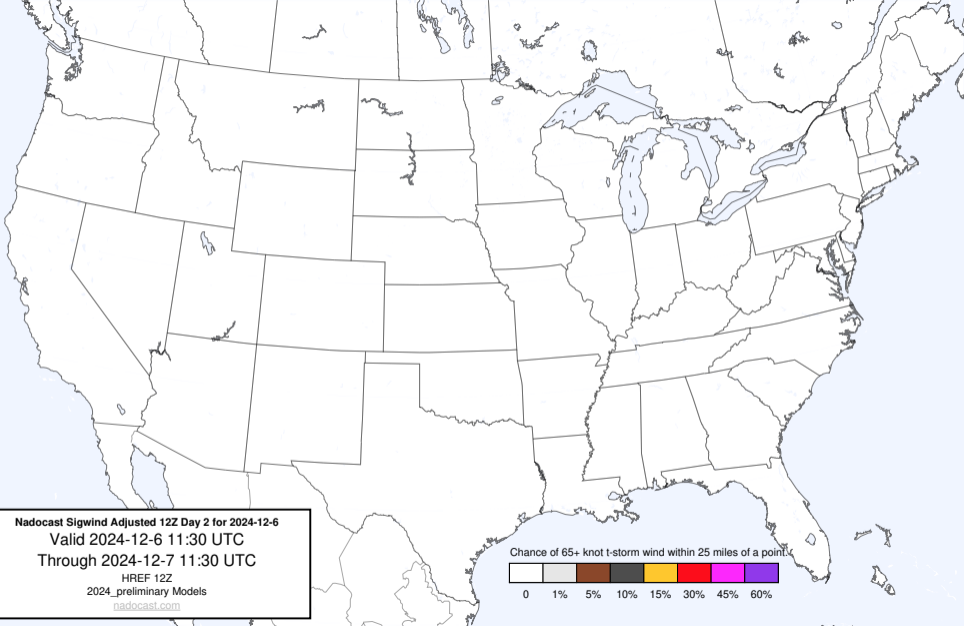 Nadocast Sigwind Adjusted 12Z Day 2 for 2024-12-6
Valid 2024-12-6 11:30 UTC
Through 2024-12-7 11:30 UTC
HREF 12Z
2024_preliminary Models
nadocast.com
Chance of 65+ knot t-storm wind within 25 miles of a point.
0 1% 5% 10% 15% 30% 45% 60%